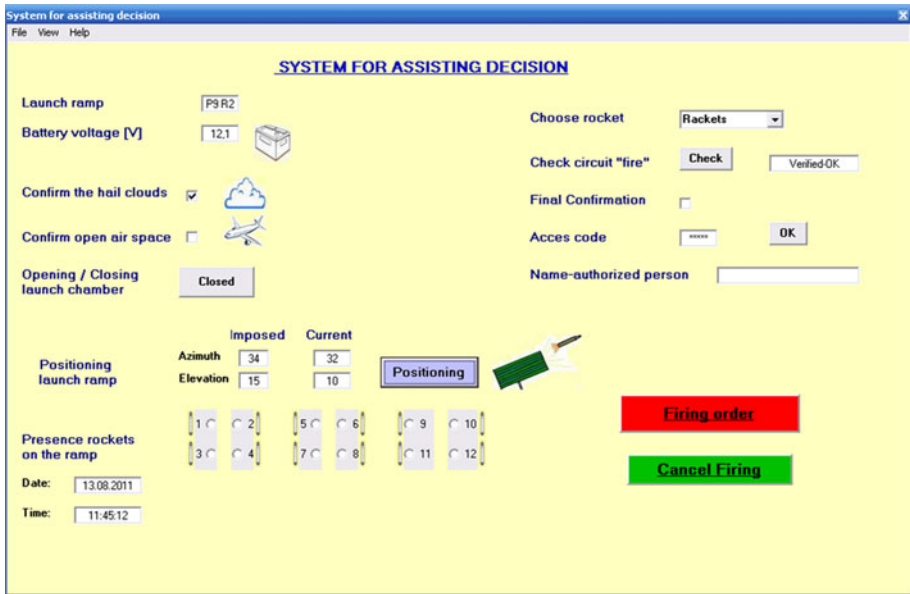 System for assisting decision
File View Help
SYSTEM FOR ASSISTING DECISION
Launch ramp P9R2
Battery voltage [V] 12,1
Choose rocket Rackets
Check circuit "fire" Check Verified-OK
Confirm the hail clouds
Final Confirmation
Confirm open air space
Acces code ***** OK
Opening / Closing
launch chamber
Closed
Name-authorized person
Imposed Current
Positioning
launch ramp
Azimuth 34 32
Elevation 15 10
Positioning
Firing order
Cancel Firing
Presence rockets
on the ramp
1 2 5 6 9 10
3 4 7 8 11 12
Date: 13.08.2011
Time: 11:45:12